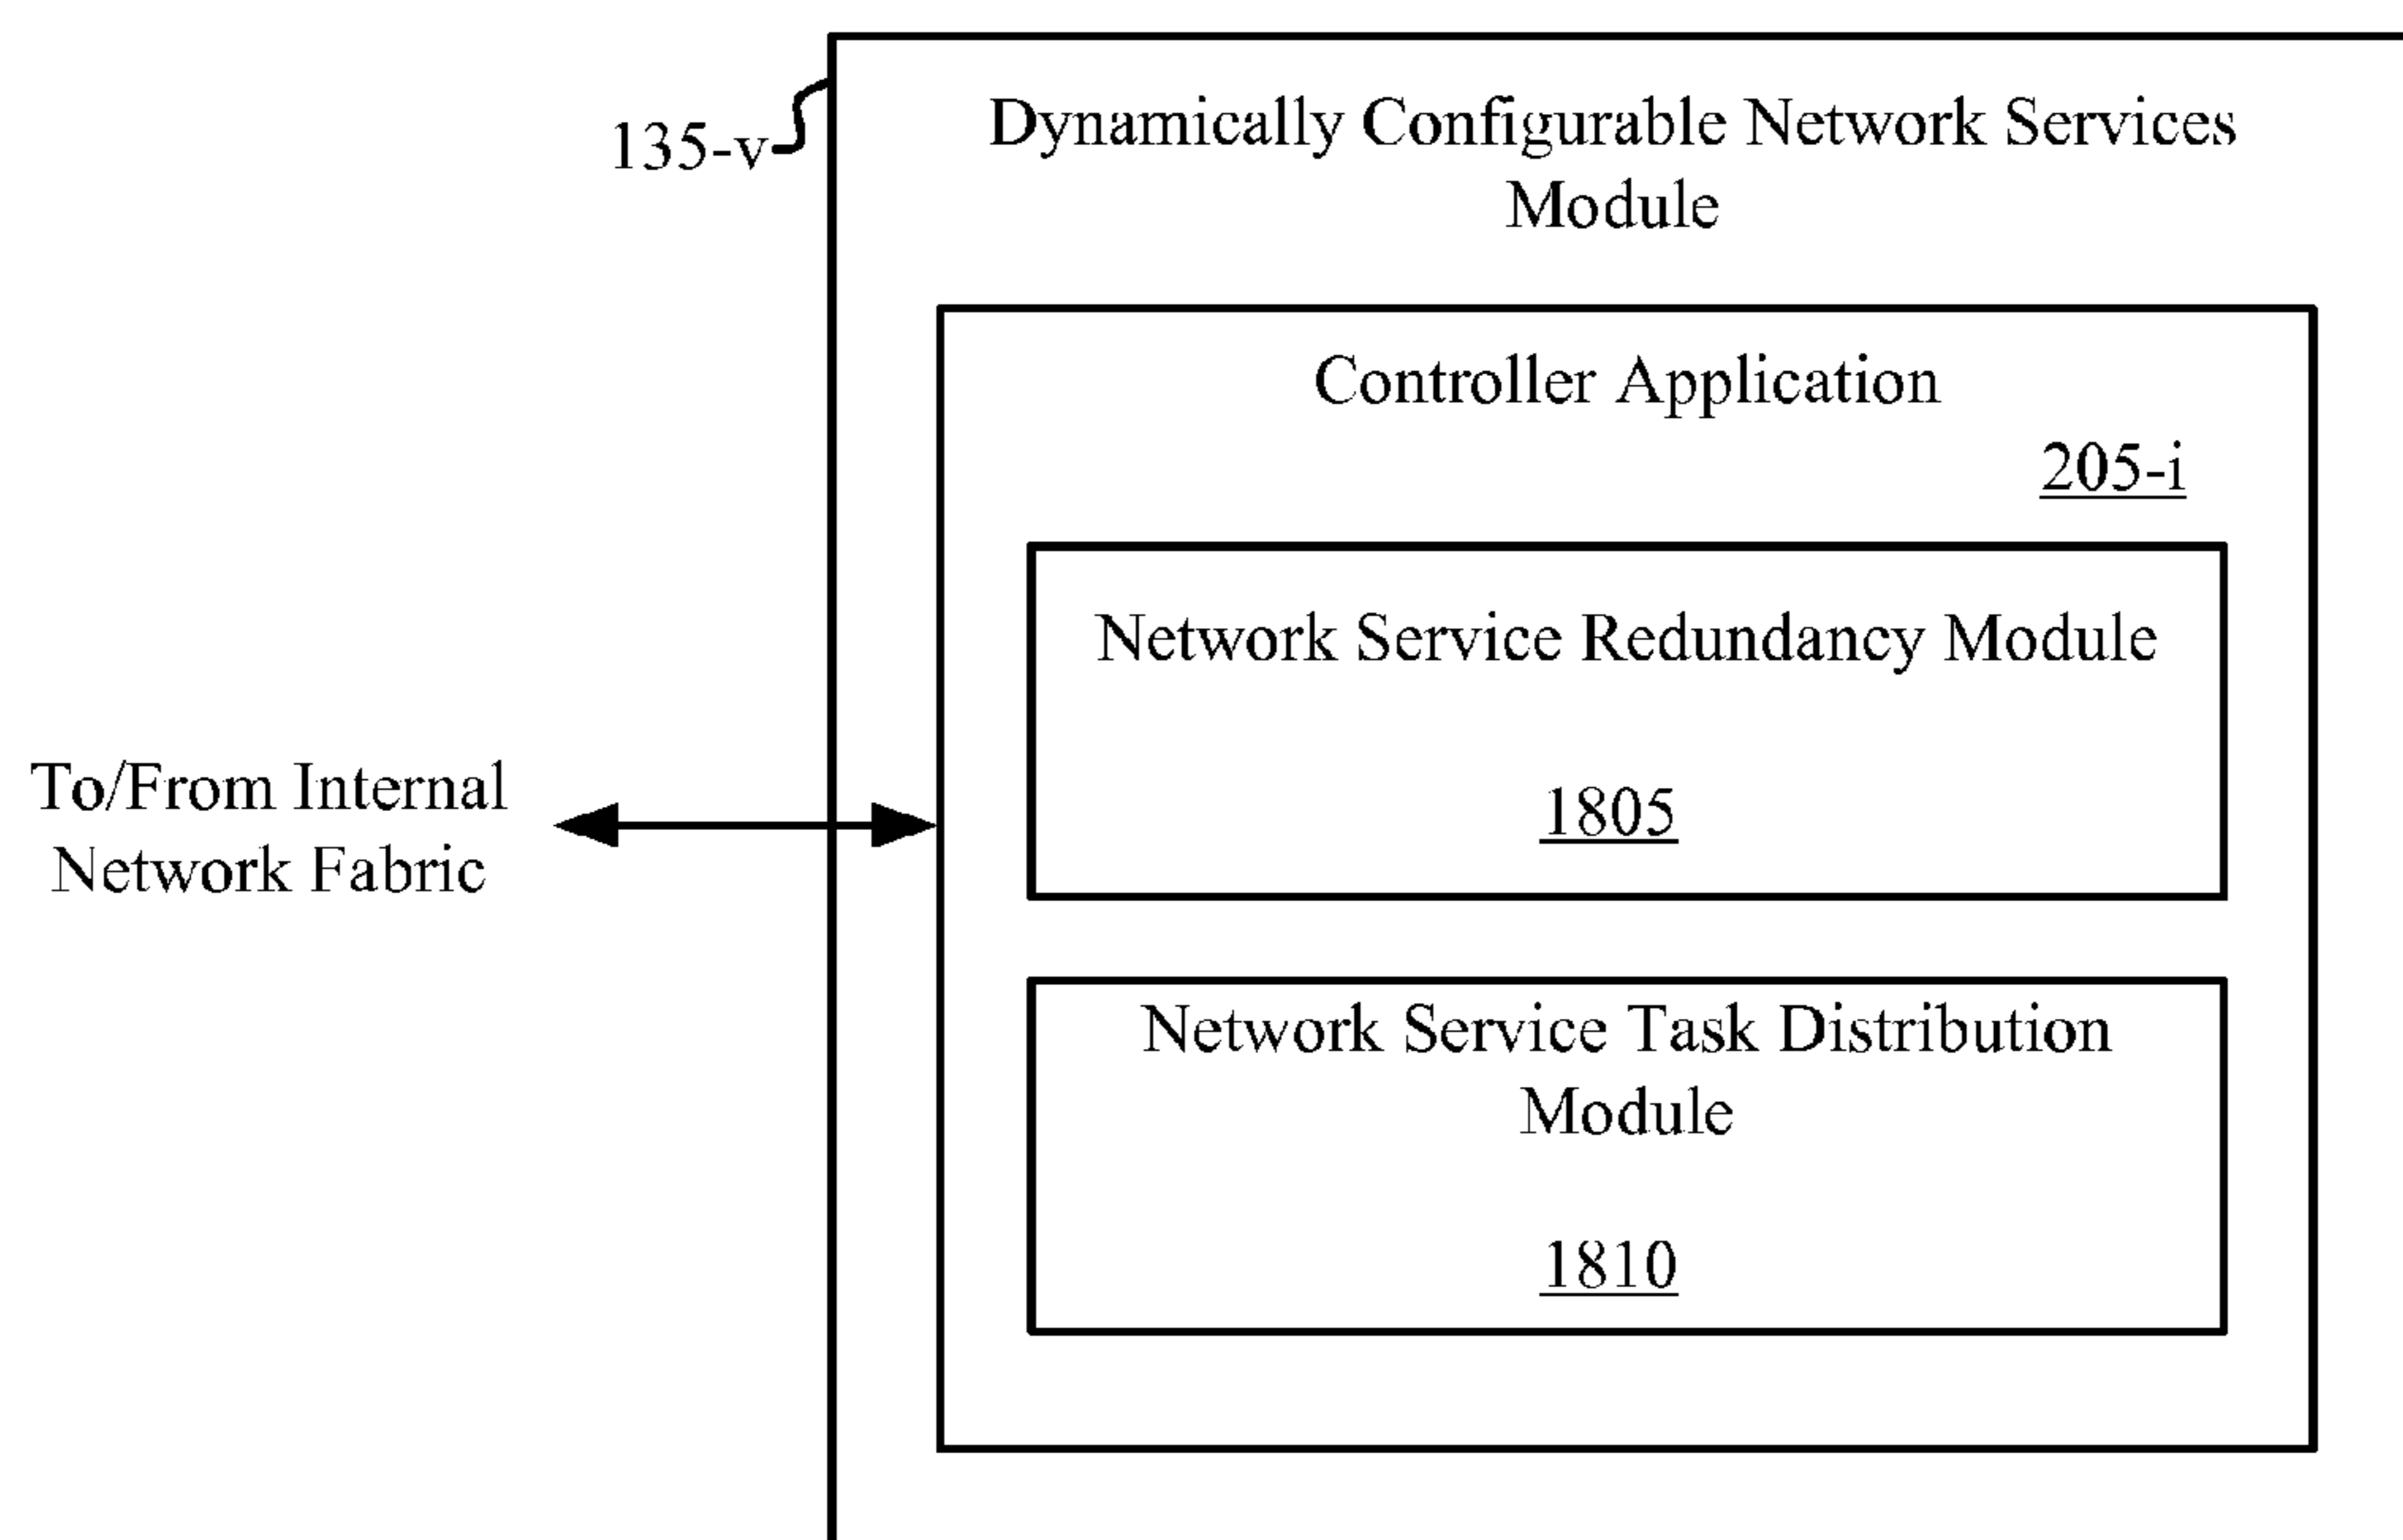 135-v
Dynamically Configurable Network Services
Module
Controller Application
205-i
Network Service Redundancy Module
1805
To/From Internal
Network Fabric
Network Service Task Distribution
Module
1810